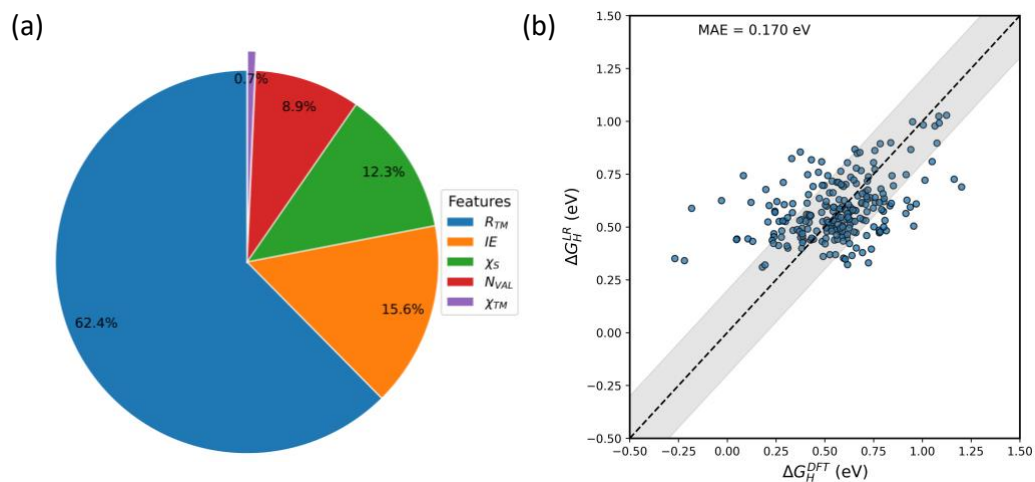 (a)
0.7%
8.9%
12.3%
15.6%
62.4%
Features
R_TM
IE
χ_S
N_VAL
χ_TM
(b)
MAE = 0.170 eV
1.50
1.25
1.00
0.75
0.50
0.25
0.00
−0.25
−0.50
ΔG_H^LR (eV)
−0.50 −0.25 0.00 0.25 0.50 0.75 1.00 1.25 1.50
ΔG_H^DFT (eV)